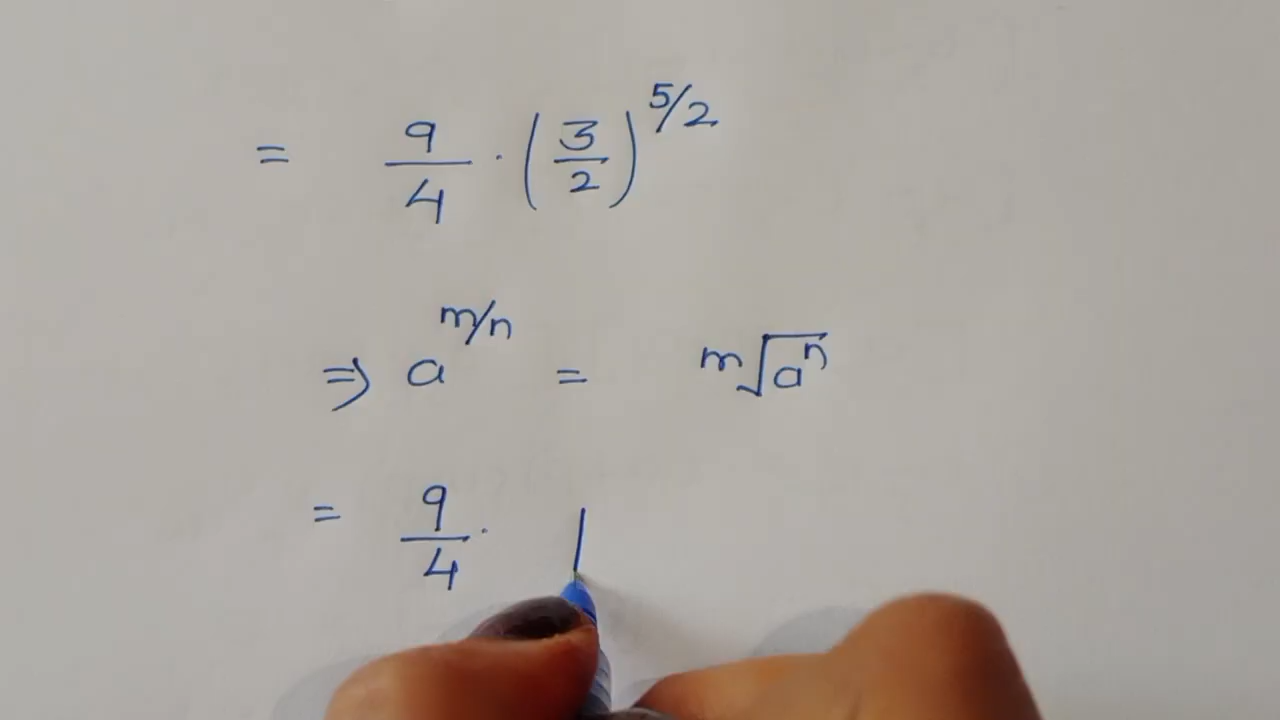 = 9/4 · (3/2)^5/2
⇒ a^m/n = m√a^n
= 9/4 ·